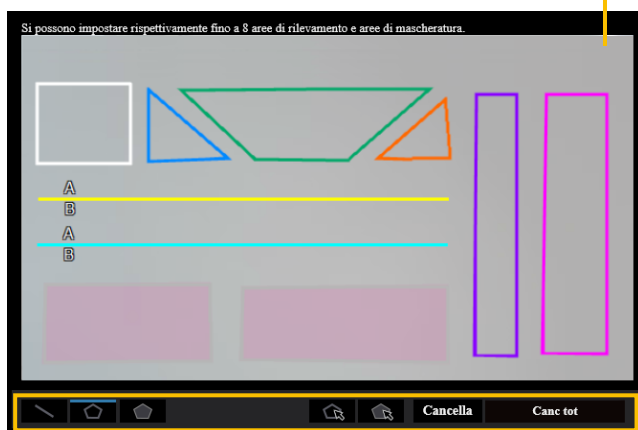 Si possono impostare rispettivamente fino a 8 aree di rilevamento e aree di mascheratura.
A
B
A
B
Cancella Canc tot